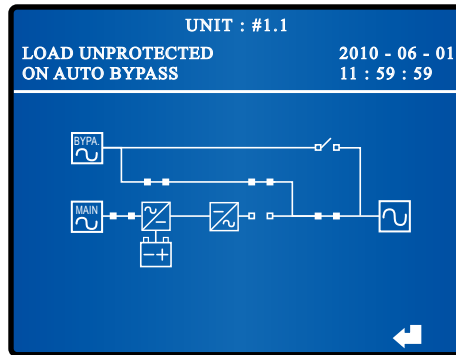 UNIT : #1.1
LOAD UNPROTECTED 2010 - 06 - 01
ON AUTO BYPASS 11 : 59 : 59
BYPA.
MAIN